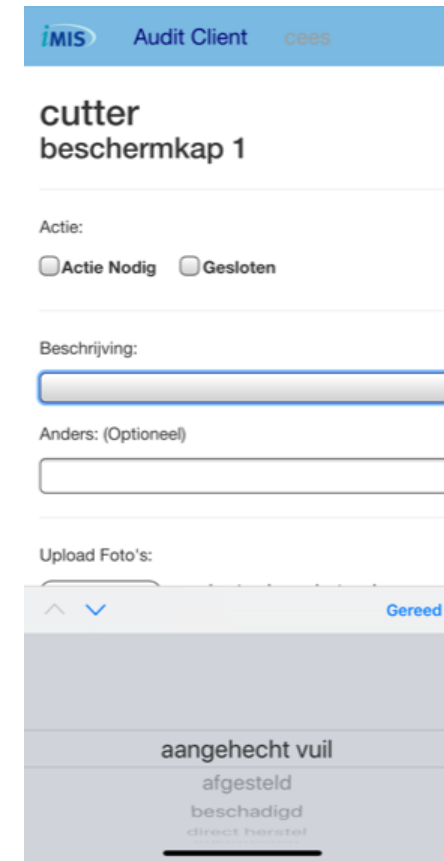 iMIS Audit Client cees
cutter
beschermkap 1
Actie:
Actie Nodig Gesloten
Beschrijving:
Anders: (Optioneel)
Upload Foto's:
Gereed
aangehecht vuil
afgesteld
beschadigd
direct herstel